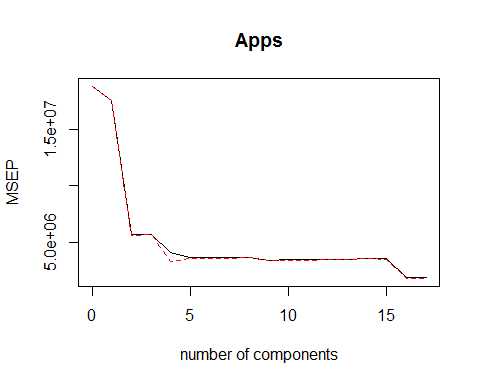 Apps
MSEP
1.5e+07
5.0e+06
0 5 10 15
number of components